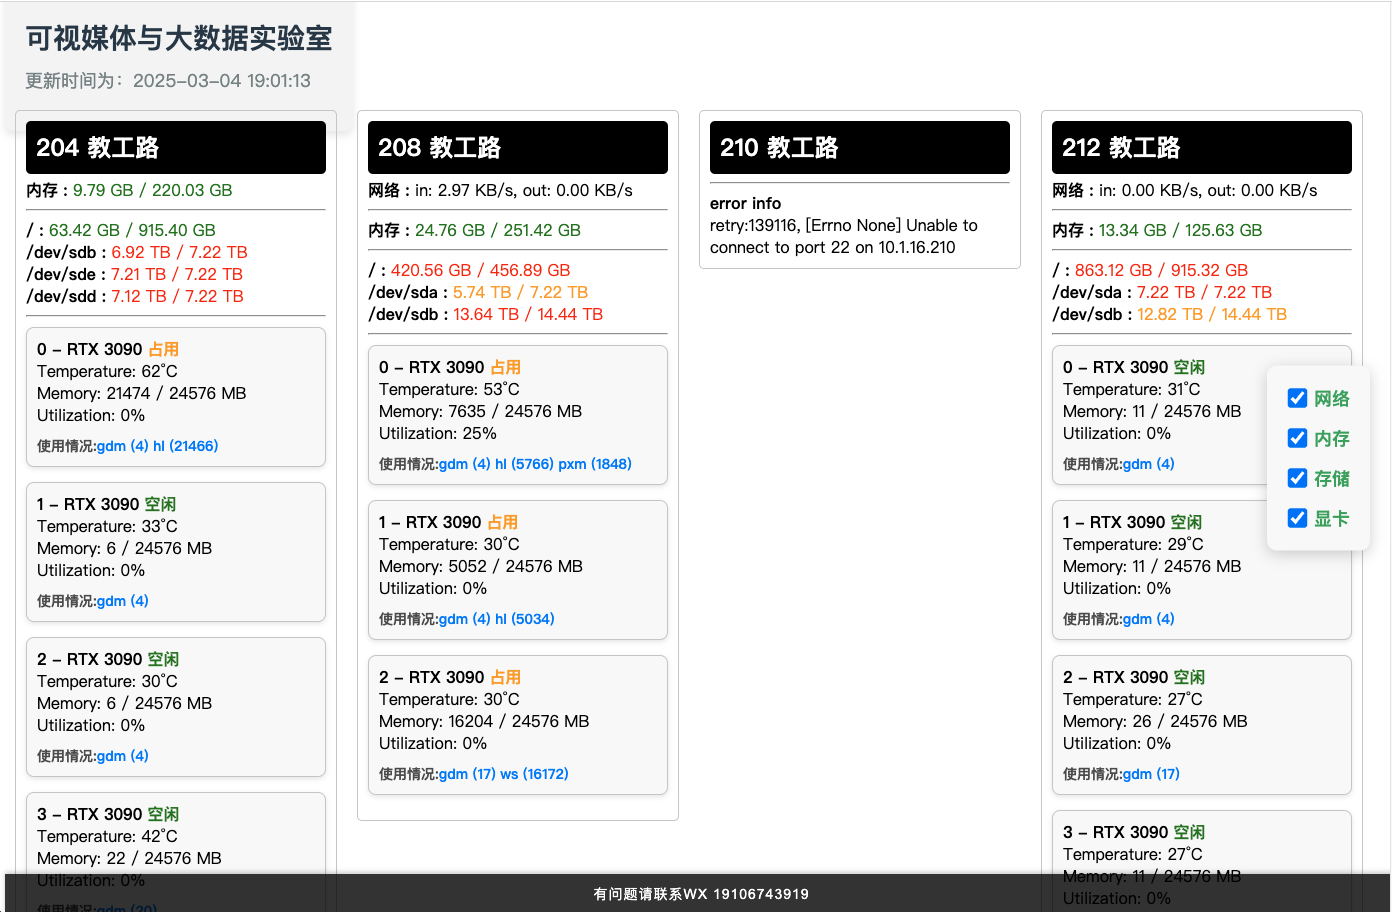 可视媒体与大数据实验室
更新时间为：2025-03-04 19:01:13
204 教工路
内存 : 9.79 GB / 220.03 GB
/ : 63.42 GB / 915.40 GB
/dev/sdb : 6.92 TB / 7.22 TB
/dev/sde : 7.21 TB / 7.22 TB
/dev/sdd : 7.12 TB / 7.22 TB
0 - RTX 3090 占用
Temperature: 62°C
Memory: 21474 / 24576 MB
Utilization: 0%
使用情况:gdm (4) hl (21466)
1 - RTX 3090 空闲
Temperature: 33°C
Memory: 6 / 24576 MB
Utilization: 0%
使用情况:gdm (4)
2 - RTX 3090 空闲
Temperature: 30°C
Memory: 6 / 24576 MB
Utilization: 0%
使用情况:gdm (4)
3 - RTX 3090 空闲
Temperature: 42°C
Memory: 22 / 24576 MB
Utilization: 0%
使用情况:gdm (20)
208 教工路
网络 : in: 2.97 KB/s, out: 0.00 KB/s
内存 : 24.76 GB / 251.42 GB
/ : 420.56 GB / 456.89 GB
/dev/sda : 5.74 TB / 7.22 TB
/dev/sdb : 13.64 TB / 14.44 TB
0 - RTX 3090 占用
Temperature: 53°C
Memory: 7635 / 24576 MB
Utilization: 25%
使用情况:gdm (4) hl (5766) pxm (1848)
1 - RTX 3090 占用
Temperature: 30°C
Memory: 5052 / 24576 MB
Utilization: 0%
使用情况:gdm (4) hl (5034)
2 - RTX 3090 占用
Temperature: 30°C
Memory: 16204 / 24576 MB
Utilization: 0%
使用情况:gdm (17) ws (16172)
210 教工路
error info
retry:139116, [Errno None] Unable to
connect to port 22 on 10.1.16.210
212 教工路
网络 : in: 0.00 KB/s, out: 0.00 KB/s
内存 : 13.34 GB / 125.63 GB
/ : 863.12 GB / 915.32 GB
/dev/sda : 7.22 TB / 7.22 TB
/dev/sdb : 12.82 TB / 14.44 TB
0 - RTX 3090 空闲
Temperature: 31°C
Memory: 11 / 24576 MB
Utilization: 0%
使用情况:gdm (4)
1 - RTX 3090 空闲
Temperature: 29°C
Memory: 11 / 24576 MB
Utilization: 0%
使用情况:gdm (4)
2 - RTX 3090 空闲
Temperature: 27°C
Memory: 26 / 24576 MB
Utilization: 0%
使用情况:gdm (17)
3 - RTX 3090 空闲
Temperature: 27°C
Memory: 11 / 24576 MB
Utilization: 0%
网络
内存
存储
显卡
有问题请联系WX 19106743919